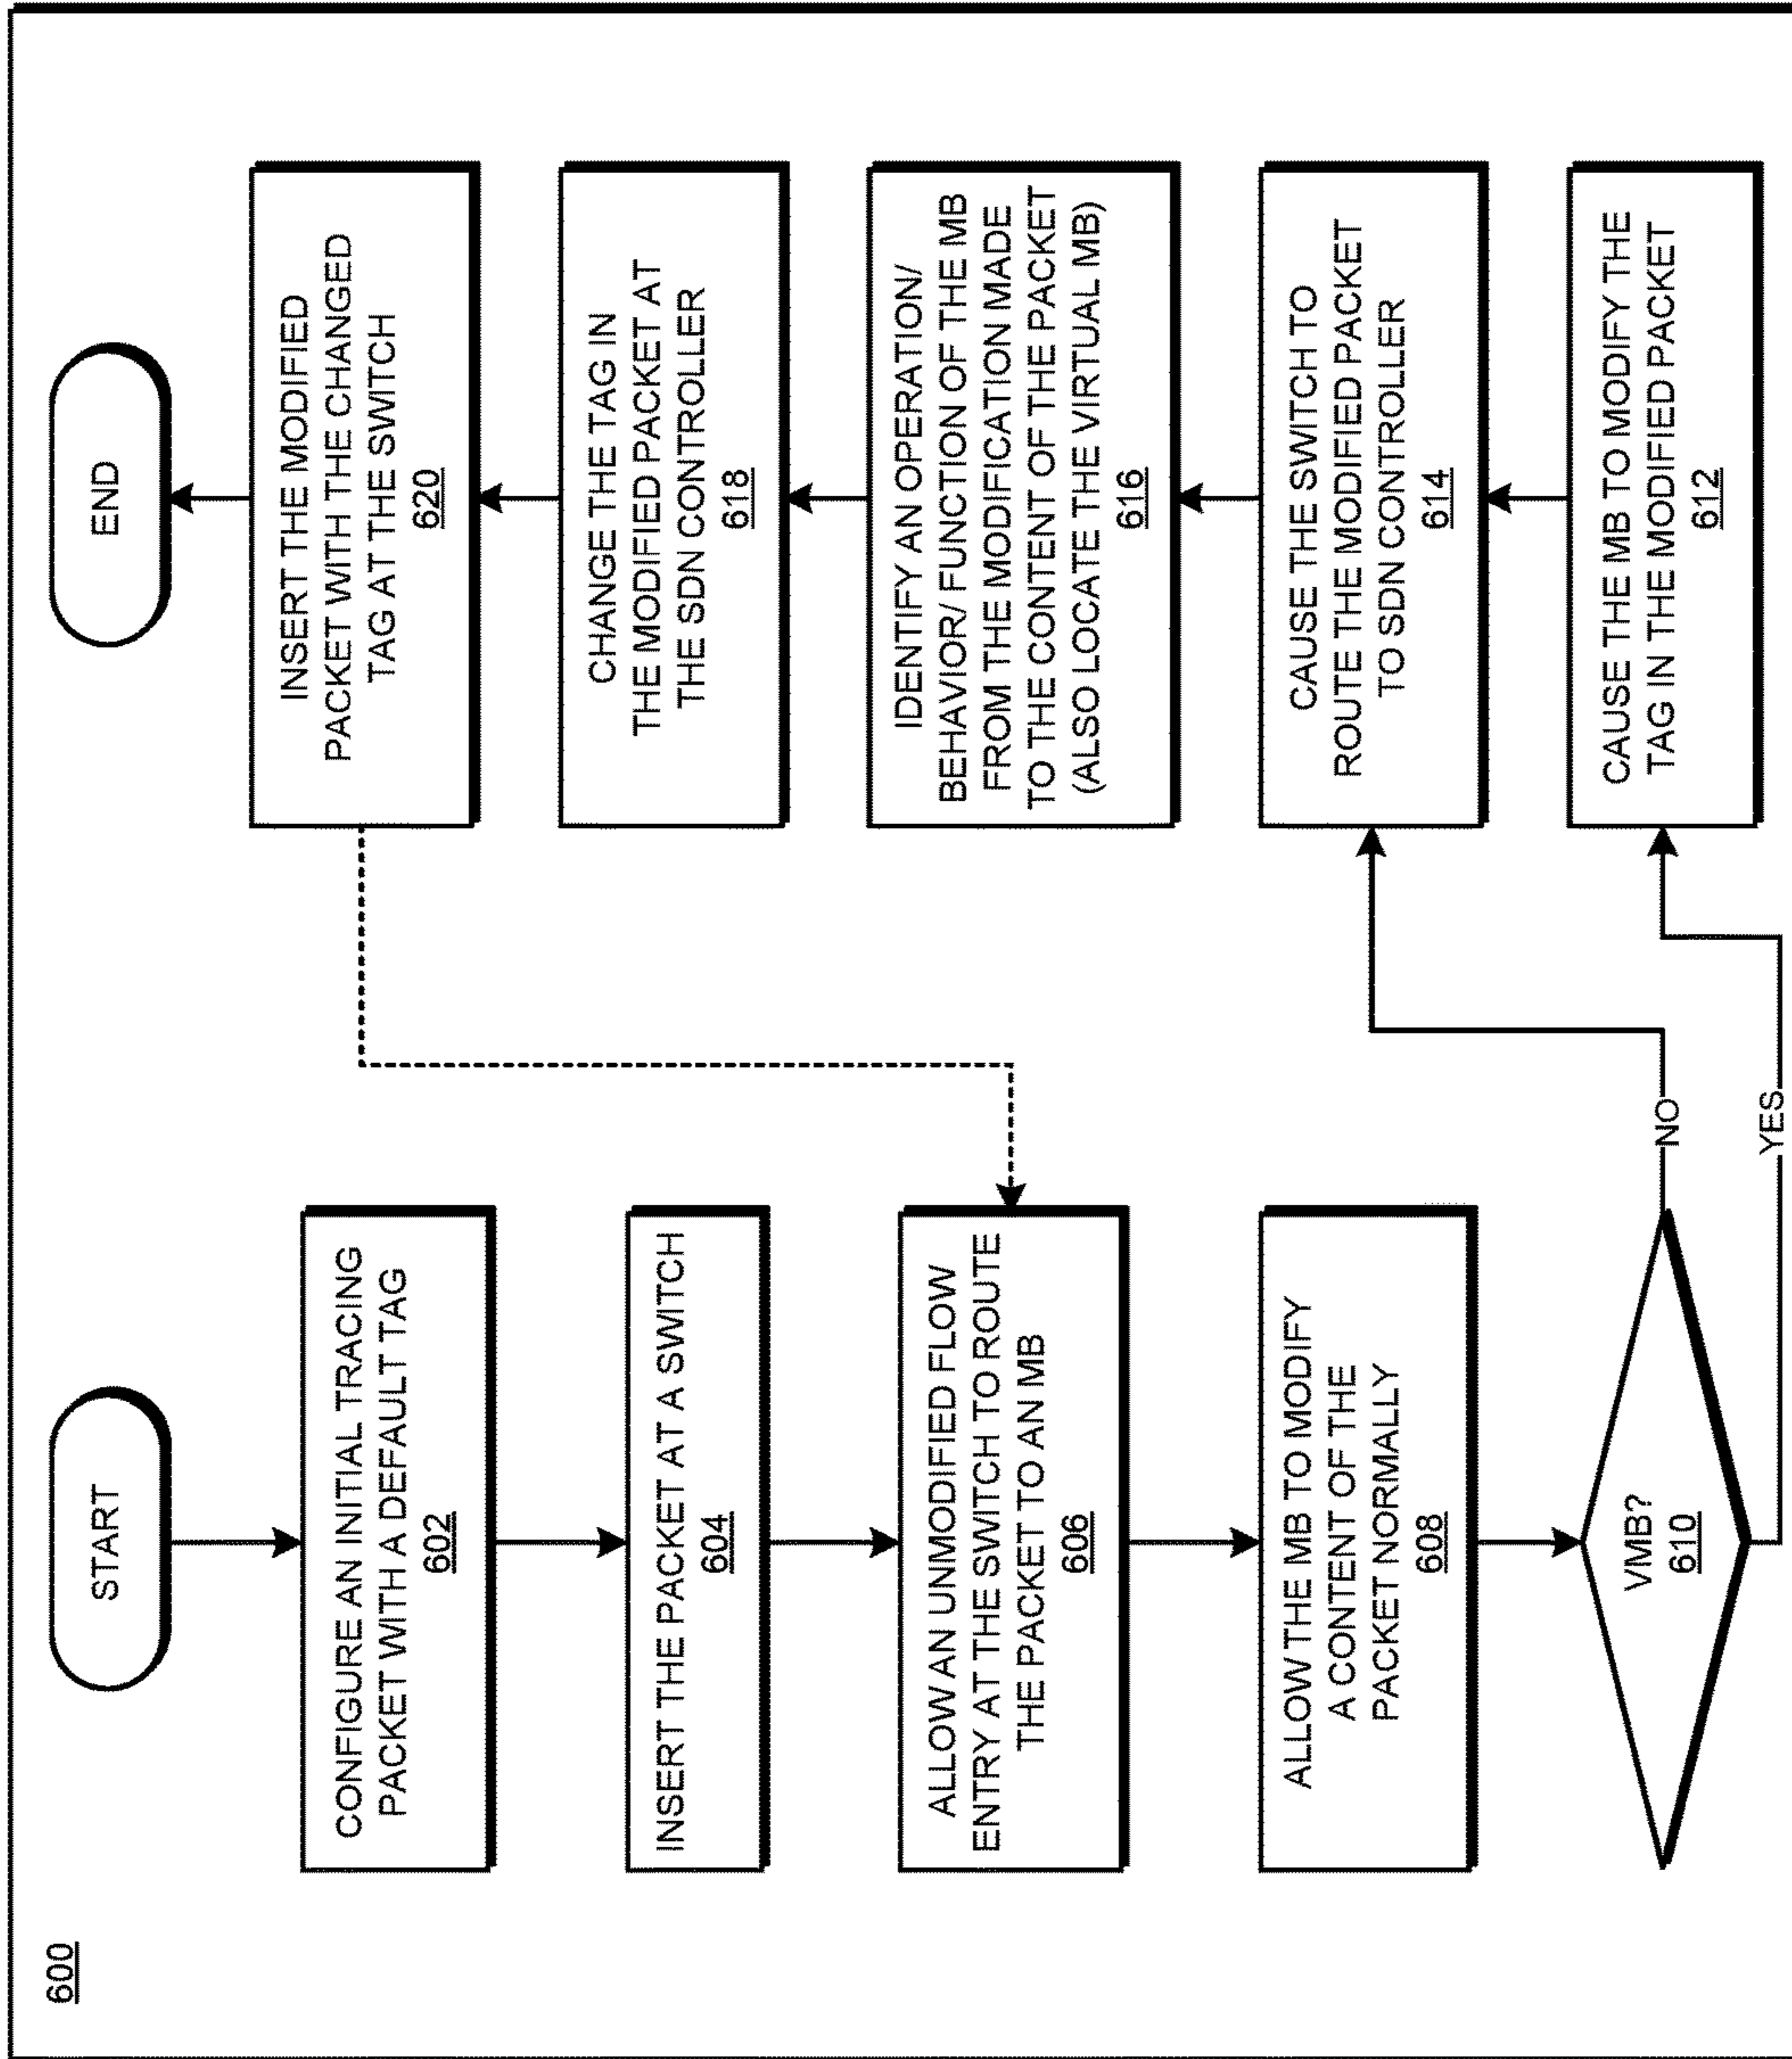 600
START
CONFIGURE AN INITIAL TRACING
PACKET WITH A DEFAULT TAG
602
INSERT THE PACKET AT A SWITCH
604
ALLOW AN UNMODIFIED FLOW
ENTRY AT THE SWITCH TO ROUTE
THE PACKET TO AN MB
606
ALLOW THE MB TO MODIFY
A CONTENT OF THE
PACKET NORMALLY
608
VMB?
610
NO
YES
CAUSE THE MB TO MODIFY THE
TAG IN THE MODIFIED PACKET
612
CAUSE THE SWITCH TO
ROUTE THE MODIFIED PACKET
TO SDN CONTROLLER
614
IDENTIFY AN OPERATION/
BEHAVIOR/ FUNCTION OF THE MB
FROM THE MODIFICATION MADE
TO THE CONTENT OF THE PACKET
(ALSO LOCATE THE VIRTUAL MB)
616
CHANGE THE TAG IN
THE MODIFIED PACKET AT
THE SDN CONTROLLER
618
INSERT THE MODIFIED
PACKET WITH THE CHANGED
TAG AT THE SWITCH
620
END